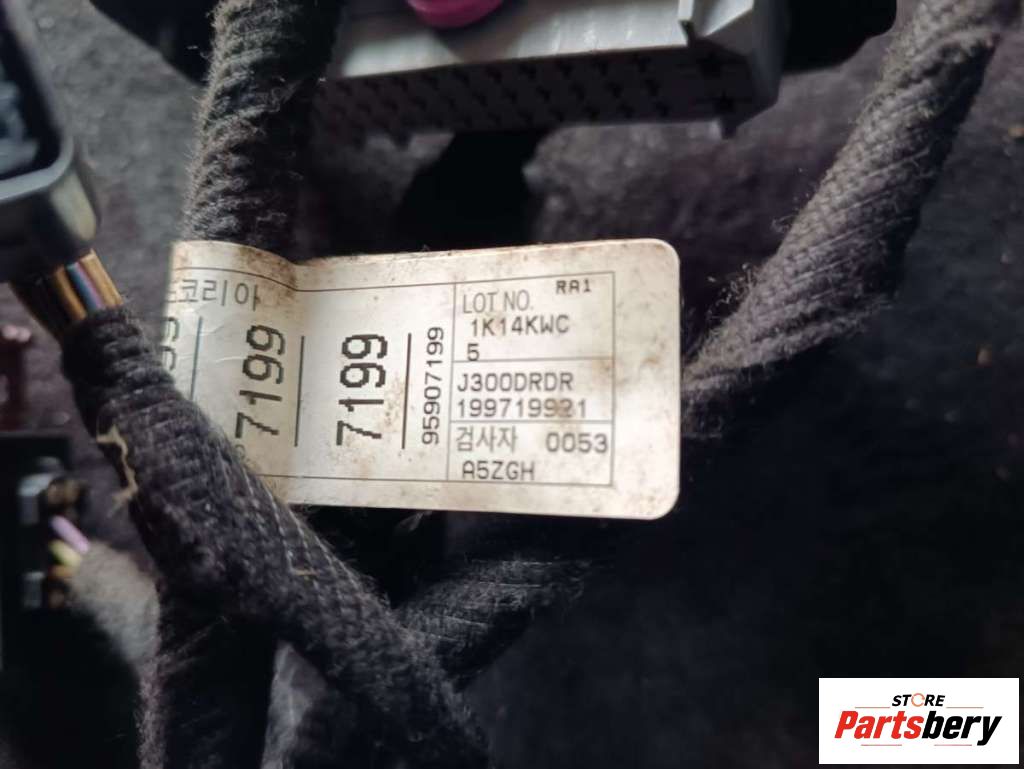 코리아
7199
7199
95907199
LOT NO. RA1
1K14KWC
5
J300DRDR
199719921
검사자 0053
A5ZGH
STORE
Partsbery